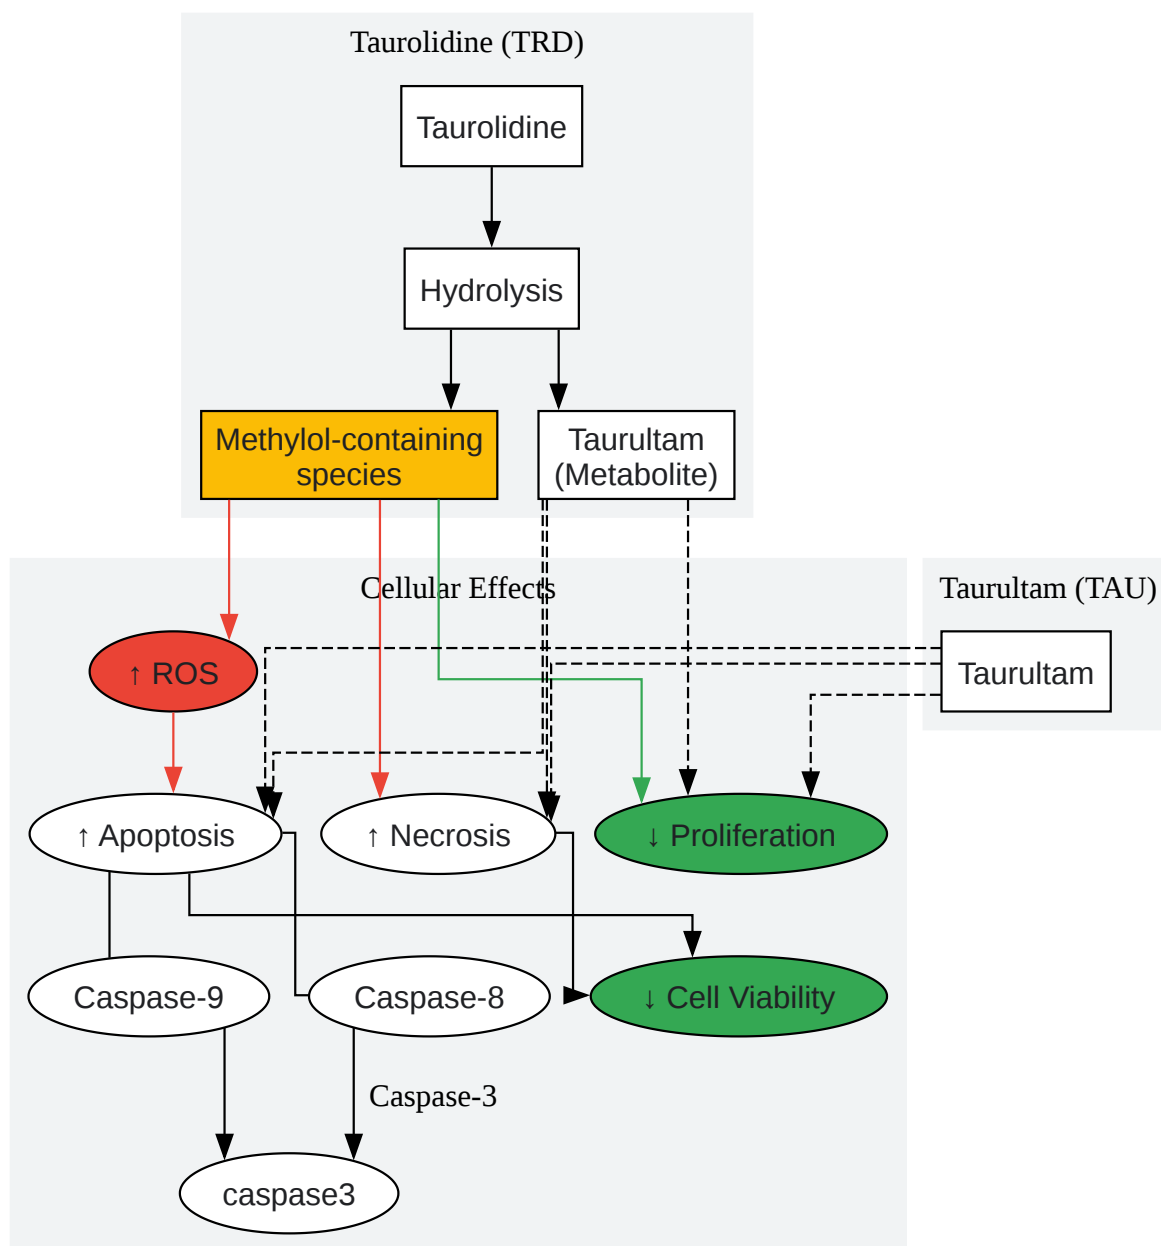 Taurolidine (TRD)
Taurolidine
Hydrolysis
Methylol-containing
species
Taurultam
(Metabolite)
Cellular Effects
Taurultam (TAU)
↑ ROS
Taurultam
↑ Apoptosis
↑ Necrosis
↓ Proliferation
Caspase-9
Caspase-8
↓ Cell Viability
Caspase-3
caspase3